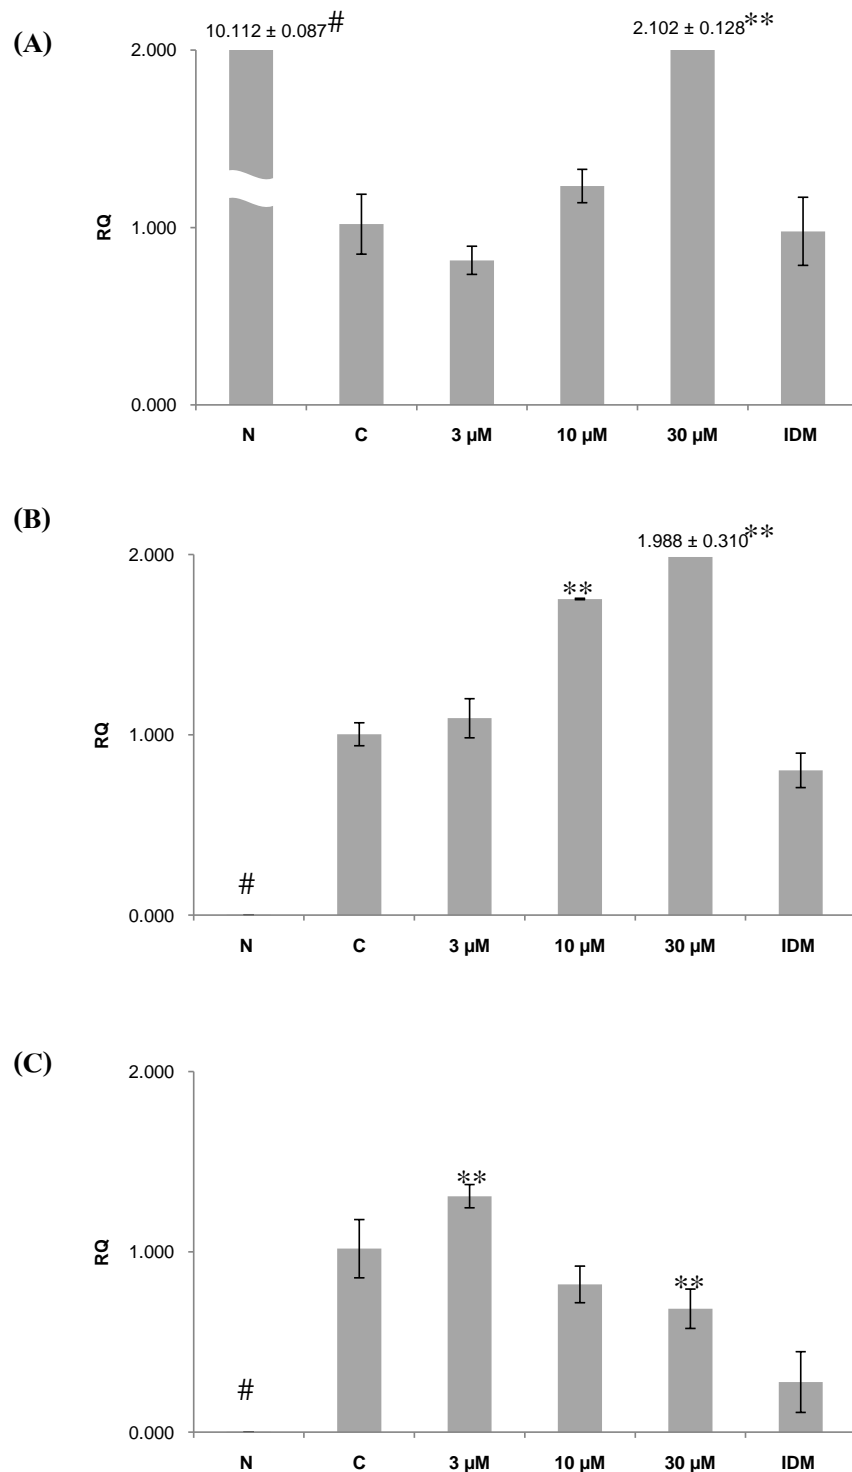 (A)
10.112 ± 0.087 #
2.102 ± 0.128 **
2.000
1.000
0.000
RQ
N C 3 µM 10 µM 30 µM IDM
(B)
1.988 ± 0.310 **
2.000
**
1.000
RQ
#
0.000
N C 3 µM 10 µM 30 µM IDM
(C)
2.000
**
1.000
RQ
**
#
0.000
N C 3 µM 10 µM 30 µM IDM